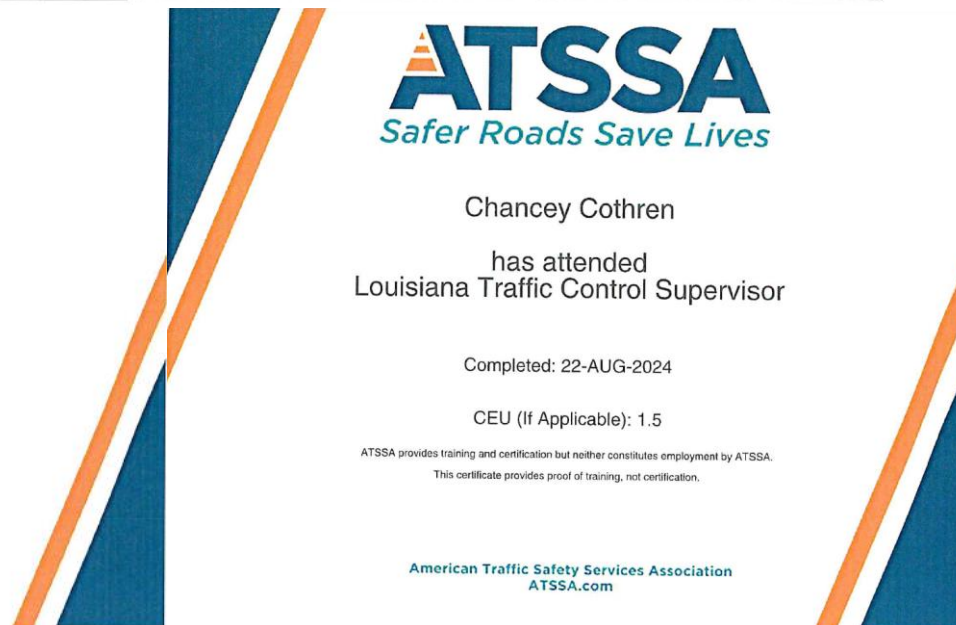 ATSSA
Safer Roads Save Lives
Chancey Cothren
has attended
Louisiana Traffic Control Supervisor
Completed: 22-AUG-2024
CEU (If Applicable): 1.5
ATSSA provides training and certification but neither constitutes employment by ATSSA.
This certificate provides proof of training, not certification.
American Traffic Safety Services Association
ATSSA.com